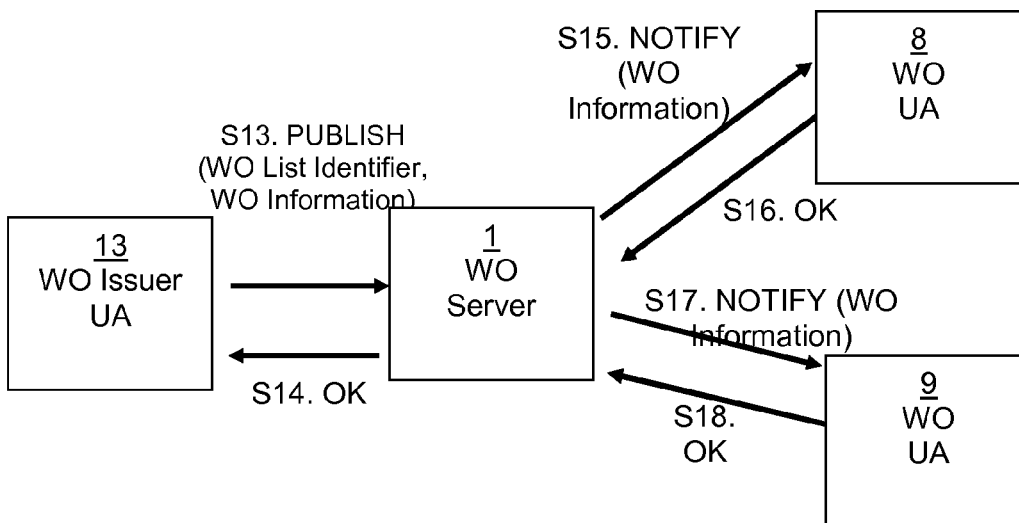 S13. PUBLISH
(WO List Identifier,
WO Information)
13
WO Issuer
UA
S14. OK
1
WO
Server
S15. NOTIFY
(WO
Information)
8
WO
UA
S16. OK
S17. NOTIFY (WO
Information)
S18.
OK
9
WO
UA